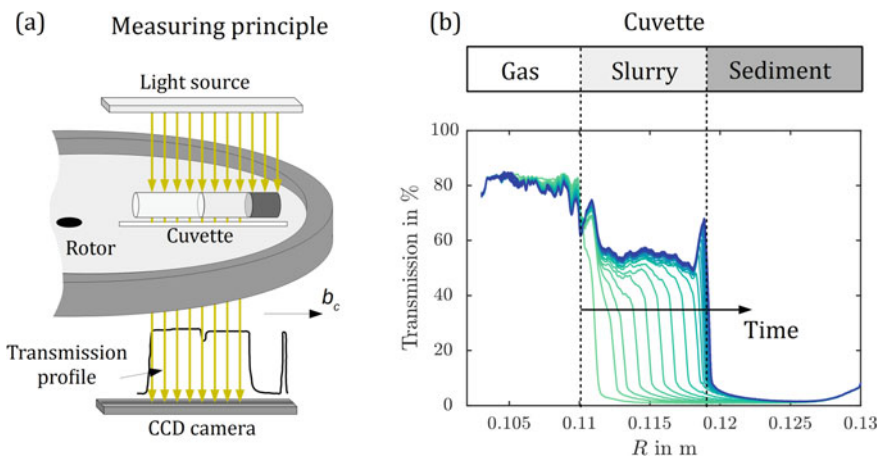 (a) Measuring principle
Light source
Rotor
Cuvette
b_c
Transmission
profile
CCD camera
(b) Cuvette
Gas Slurry Sediment
Transmission in %
100
80
60
40
20
0
Time
0.105 0.11 0.115 0.12 0.125 0.13
R in m